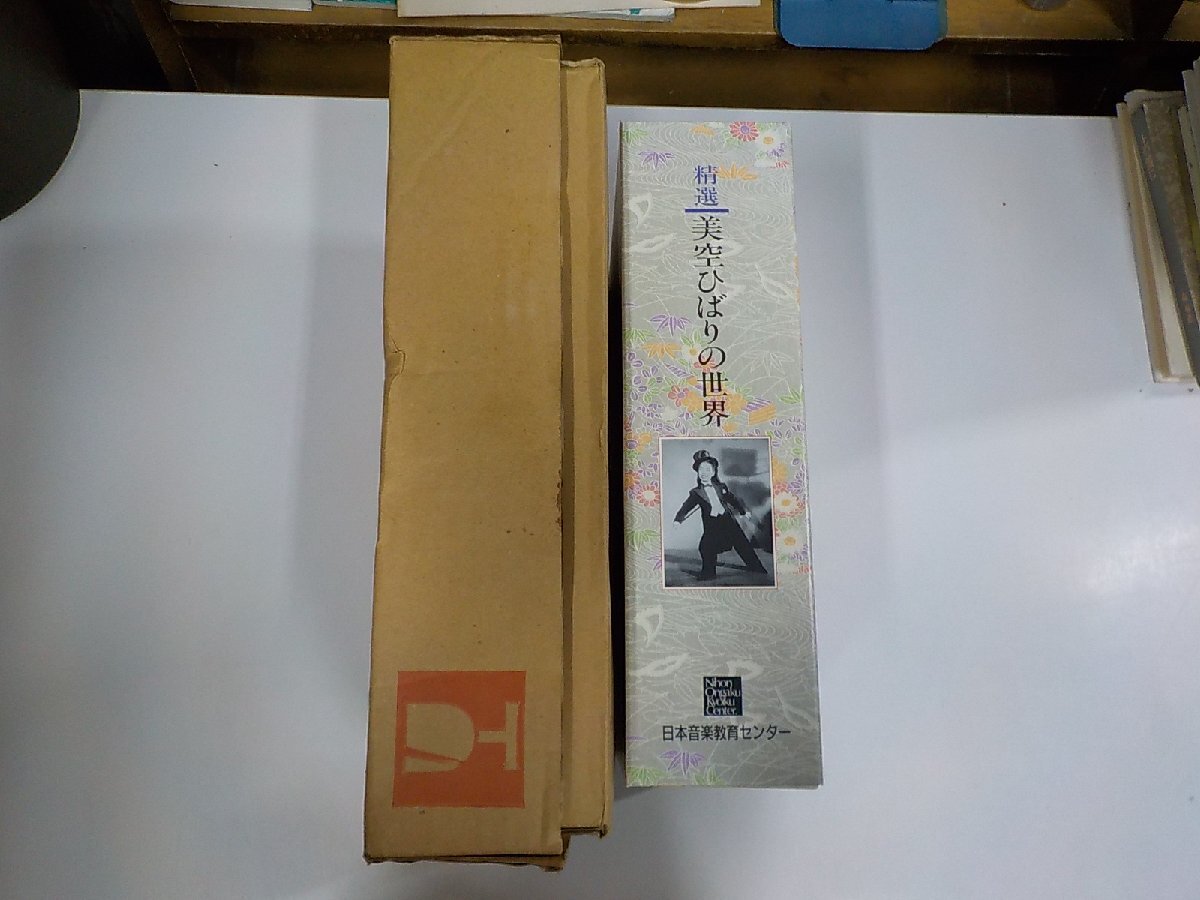 精選
美空ひばりの世界
Nihon
Ongaku
Kyoiku
Center.
日本音楽教育センター